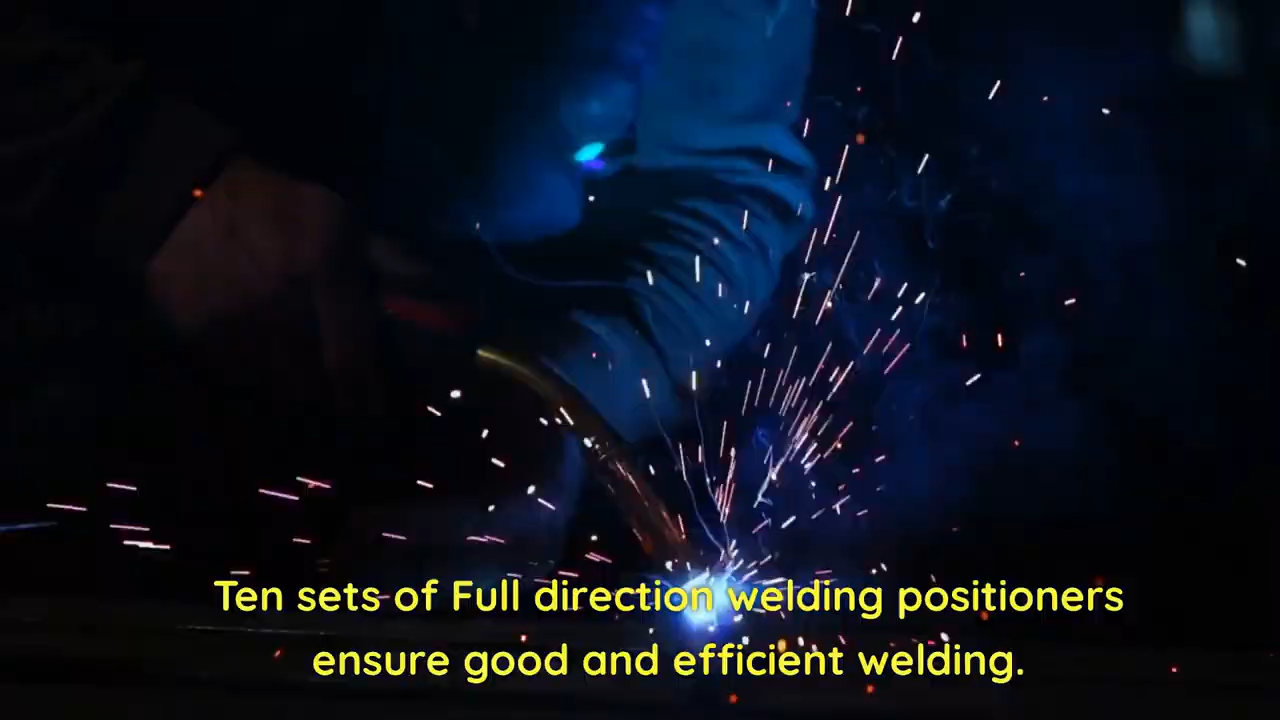 Ten sets of Full direction welding positioners
ensure good and efficient welding.